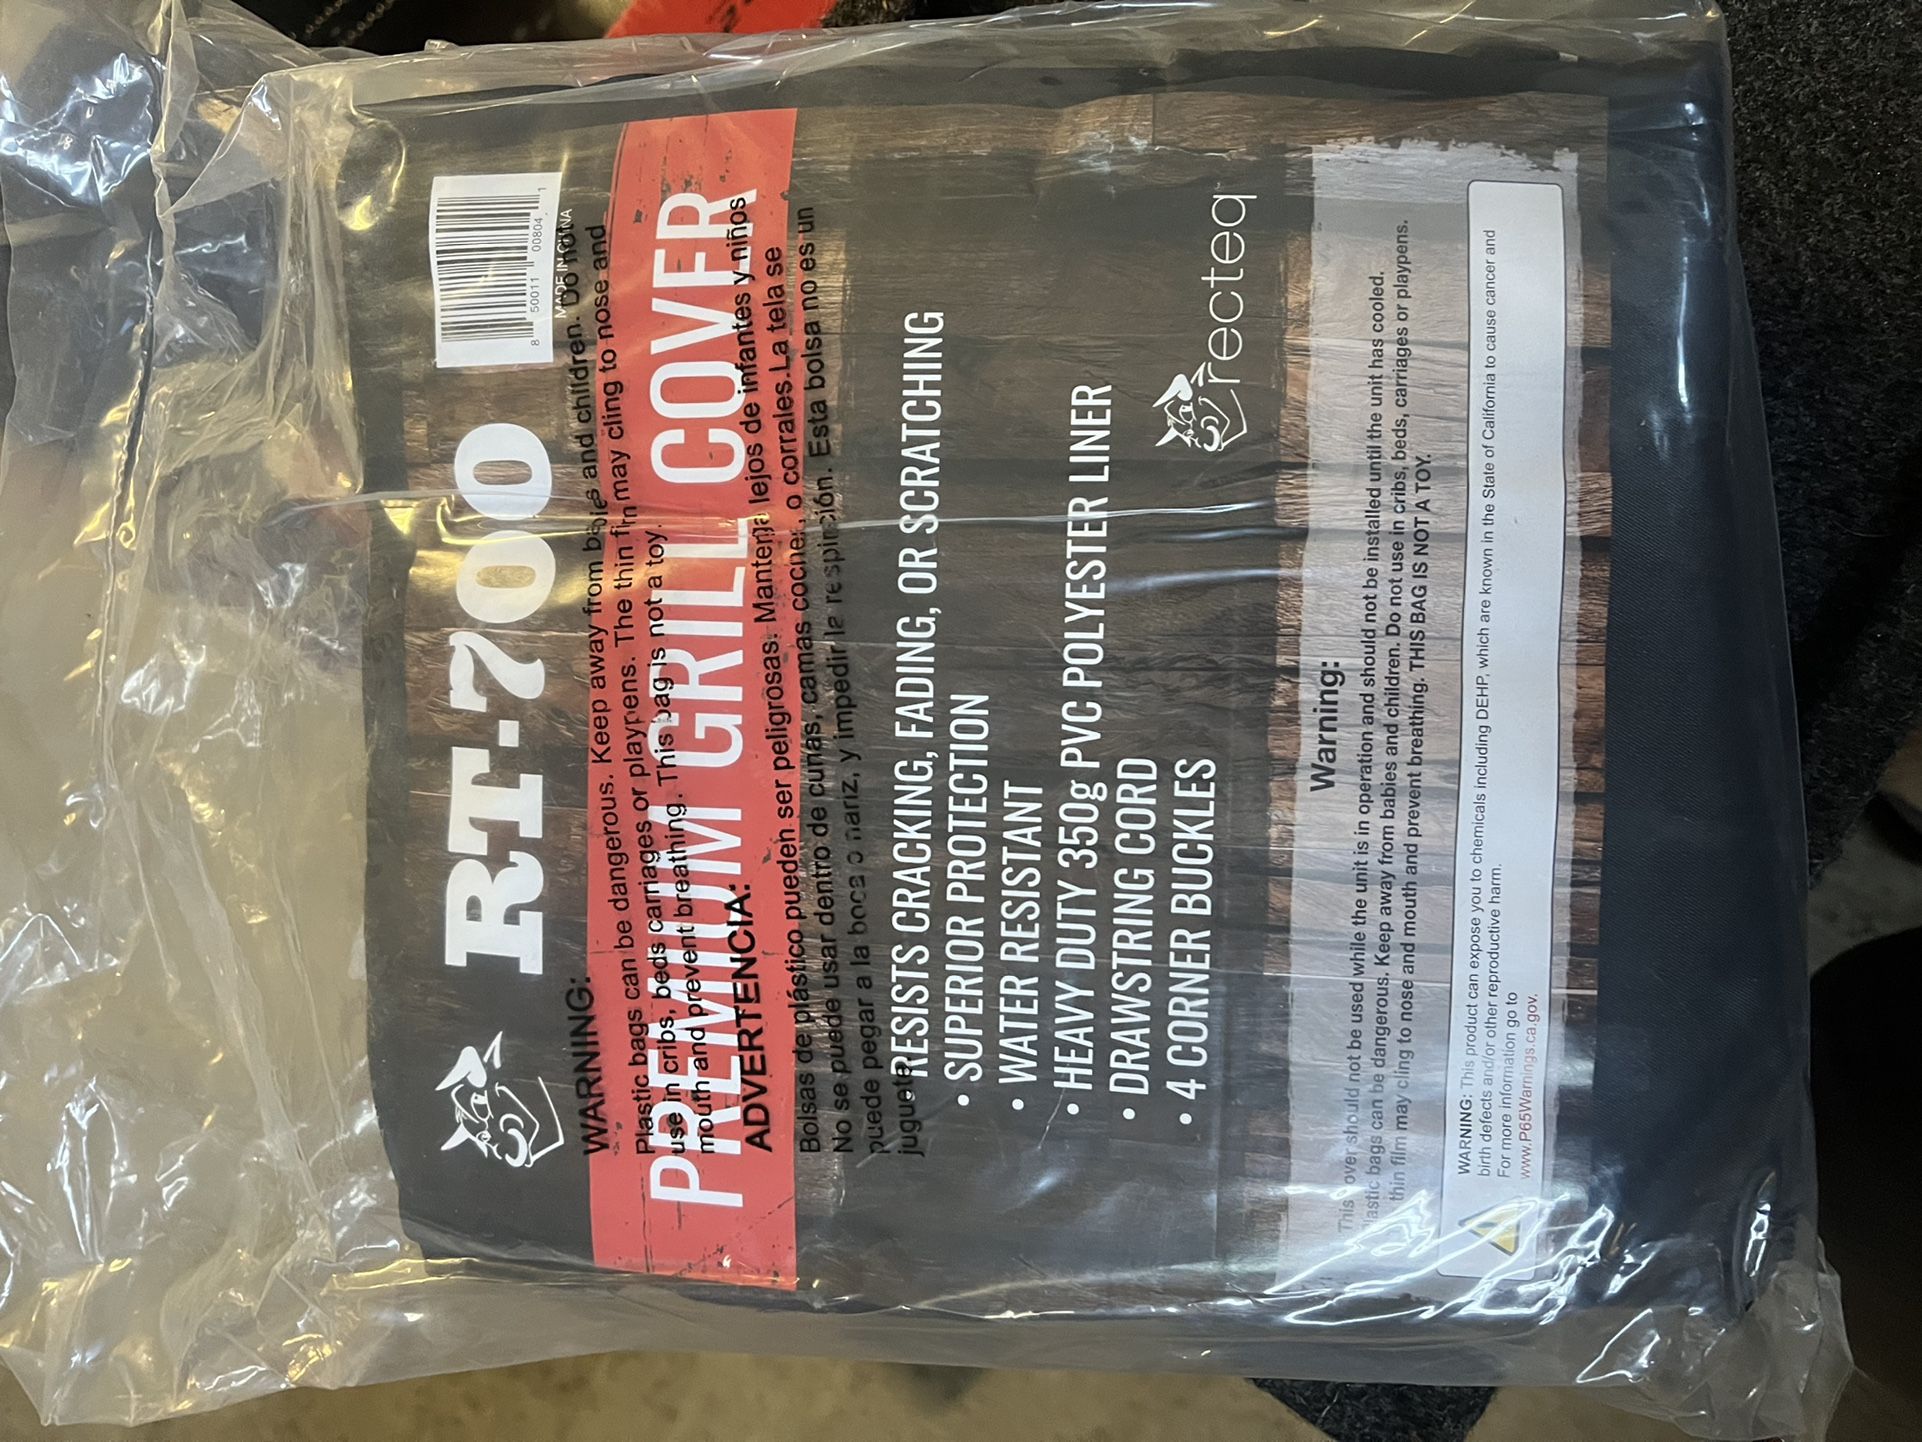 RT-700
8 50011 00804 1
MADE IN CHINA
PREMIUM GRILL COVER
WARNING:
Plastic bags can be dangerous. Keep away from babies and children. Do not
use in cribs, beds carriages or playpens. The thin film may cling to nose and
mouth and prevent breathing. This bag is not a toy.
ADVERTENCIA:
Bolsas de plástico pueden ser peligrosas. Mantenga lejos de infantes y niños
No se puede usar dentro de cunas, camas coches, o corrales.La tela se
puede pegar a la boca o nariz, y impedir le respiración. Esta bolsa no es un
juguete
RESISTS CRACKING, FADING, OR SCRATCHING
• SUPERIOR PROTECTION
• WATER RESISTANT
• HEAVY DUTY 350g PVC POLYESTER LINER
• DRAWSTRING CORD
• 4 CORNER BUCKLES
recteq
Warning:
This cover should not be used while the unit is in operation and should not be installed until the unit has cooled.
Plastic bags can be dangerous. Keep away from babies and children. Do not use in cribs, beds, carriages or playpens.
thin film may cling to nose and mouth and prevent breathing. THIS BAG IS NOT A TOY.
WARNING: This product can expose you to chemicals including DEHP, which are known in the State of California to cause cancer and
birth defects and/or other reproductive harm.
For more information go to
www.P65Warnings.ca.gov.